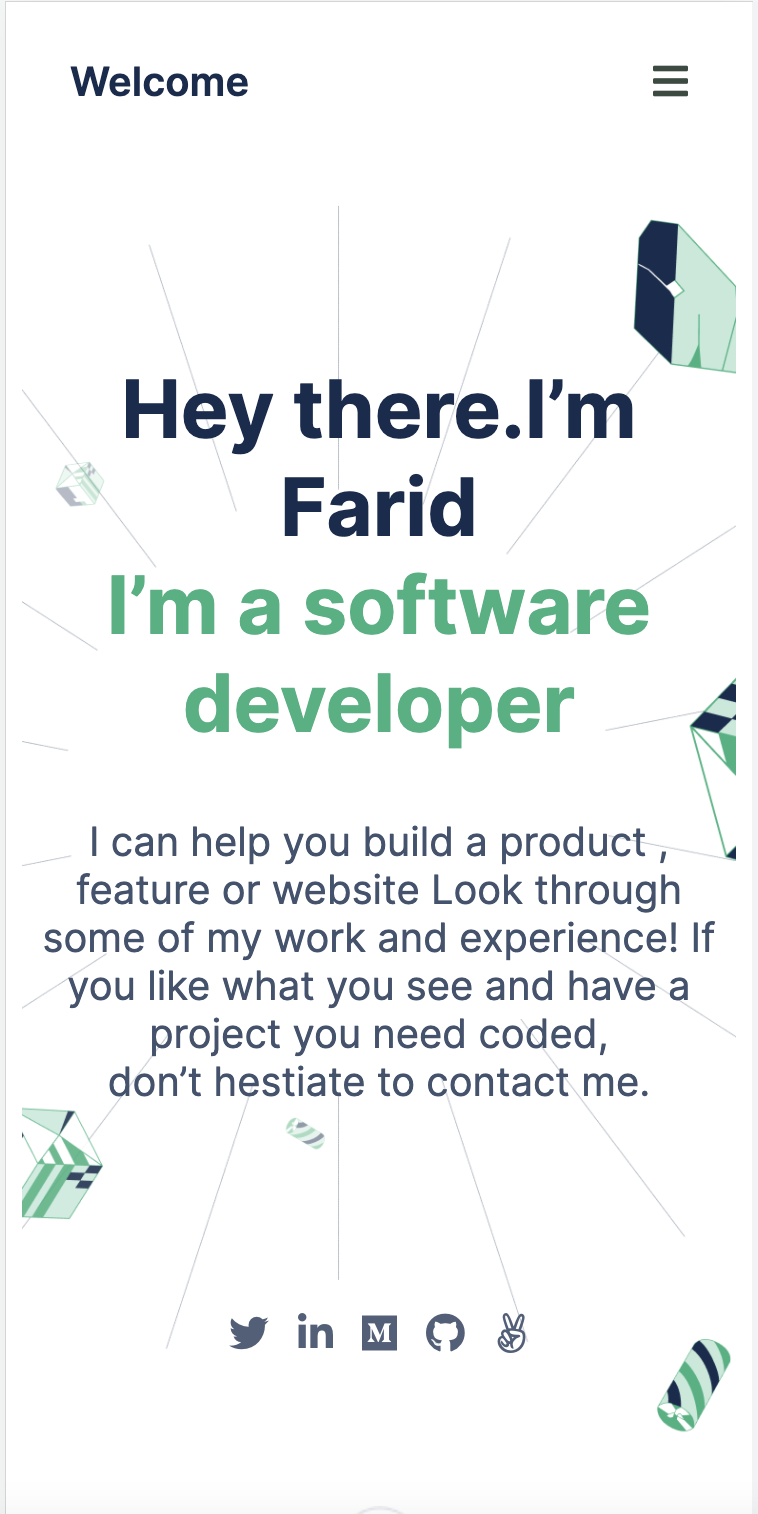 Welcome
Hey there.I’m
Farid
I’m a software
developer
I can help you build a product ,
feature or website Look through
some of my work and experience! If
you like what you see and have a
project you need coded,
don’t hestiate to contact me.
in
M